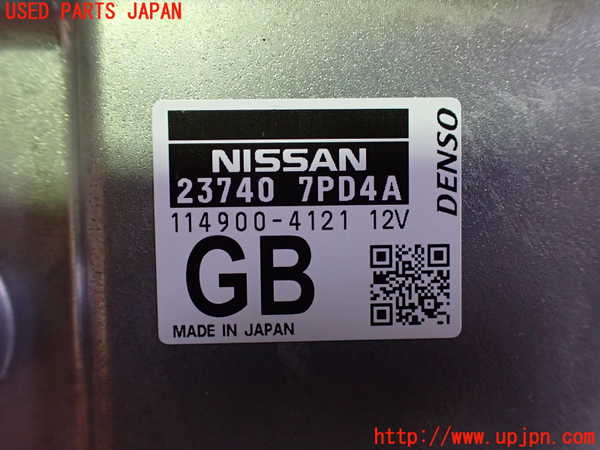 USED PARTS JAPAN
NISSAN
23740 7PD4A
114900-4121 12V
GB
MADE IN JAPAN
DENSO
http://www.upjpn.com